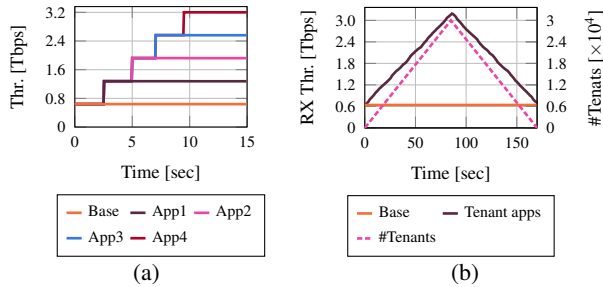 Thr. [Tbps]
3.2
2.4
1.6
0.8
0
0 5 10 15
Time [sec]
Base App1 App2
App3 App4
(a)
RX Thr. [Tbps]
3.0
2.4
1.8
1.2
0.6
0
0 50 100 150
3
2.4
1.8
1.2
0.6
0
#Tenats [×10⁴]
Time [sec]
Base Tenant apps
#Tenants
(b)